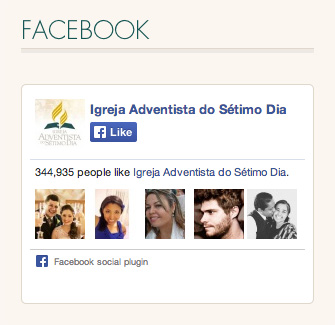 FACEBOOK
IGREJA
ADVENTISTA
DO SÉTIMO DIA
Igreja Adventista do Sétimo Dia
Like
344,935 people like Igreja Adventista do Sétimo Dia.
Facebook social plugin